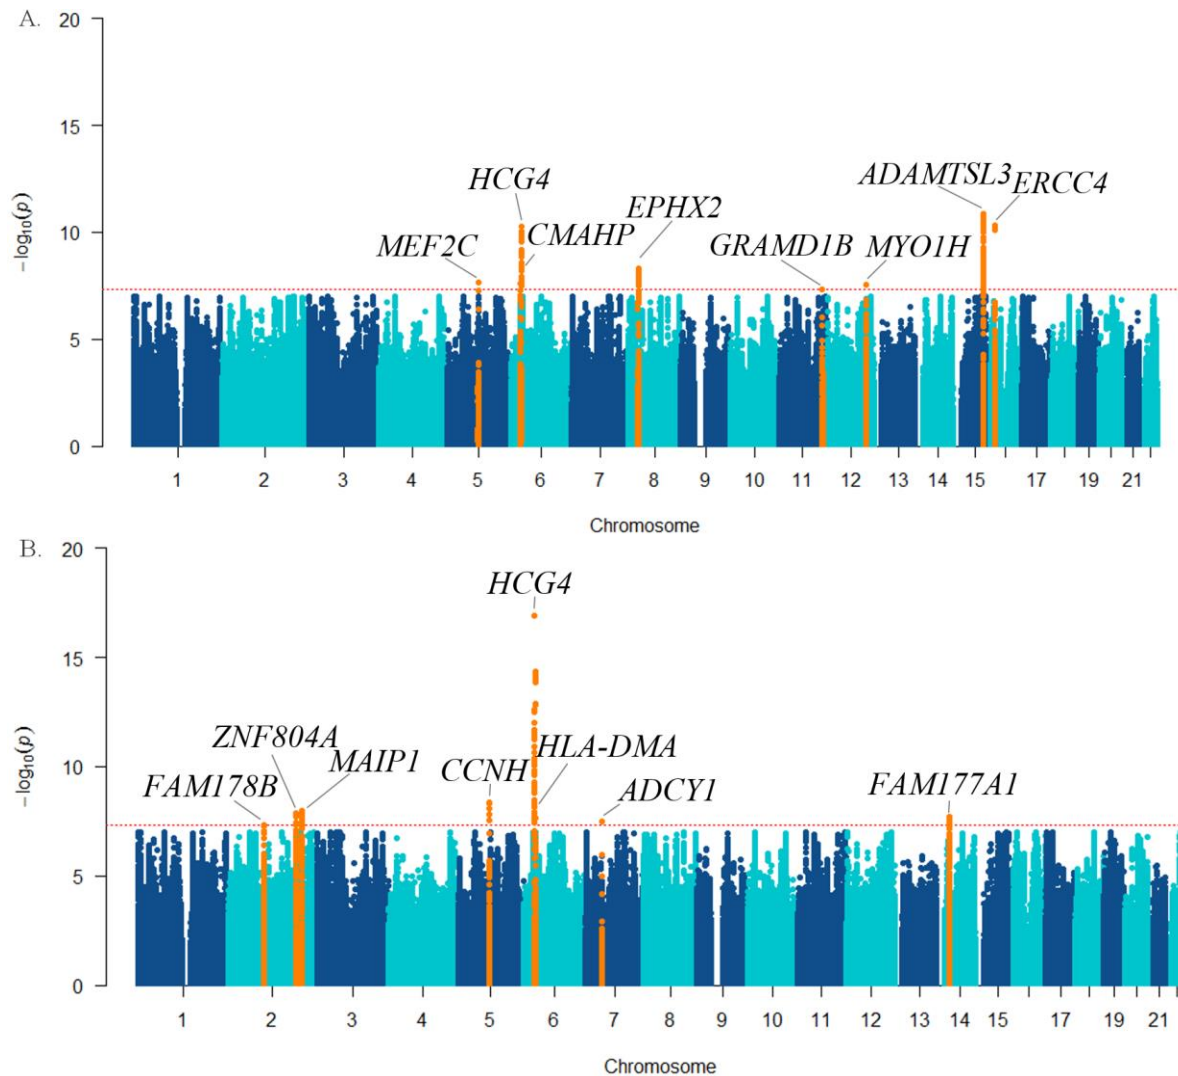 A.
20
15
10
5
0
−log10(p)
HCG4
CMAHP
MEF2C
EPHX2
GRAMD1B
MYO1H
ADAMTSL3
ERCC4
1 2 3 4 5 6 7 8 9 10 11 12 13 14 15 17 19 21
Chromosome
B.
20
15
10
5
0
−log10(p)
HCG4
ZNF804A
MAIP1
FAM178B
CCNH
HLA-DMA
ADCY1
FAM177A1
1 2 3 4 5 6 7 8 9 10 11 12 13 14 15 17 19 21
Chromosome